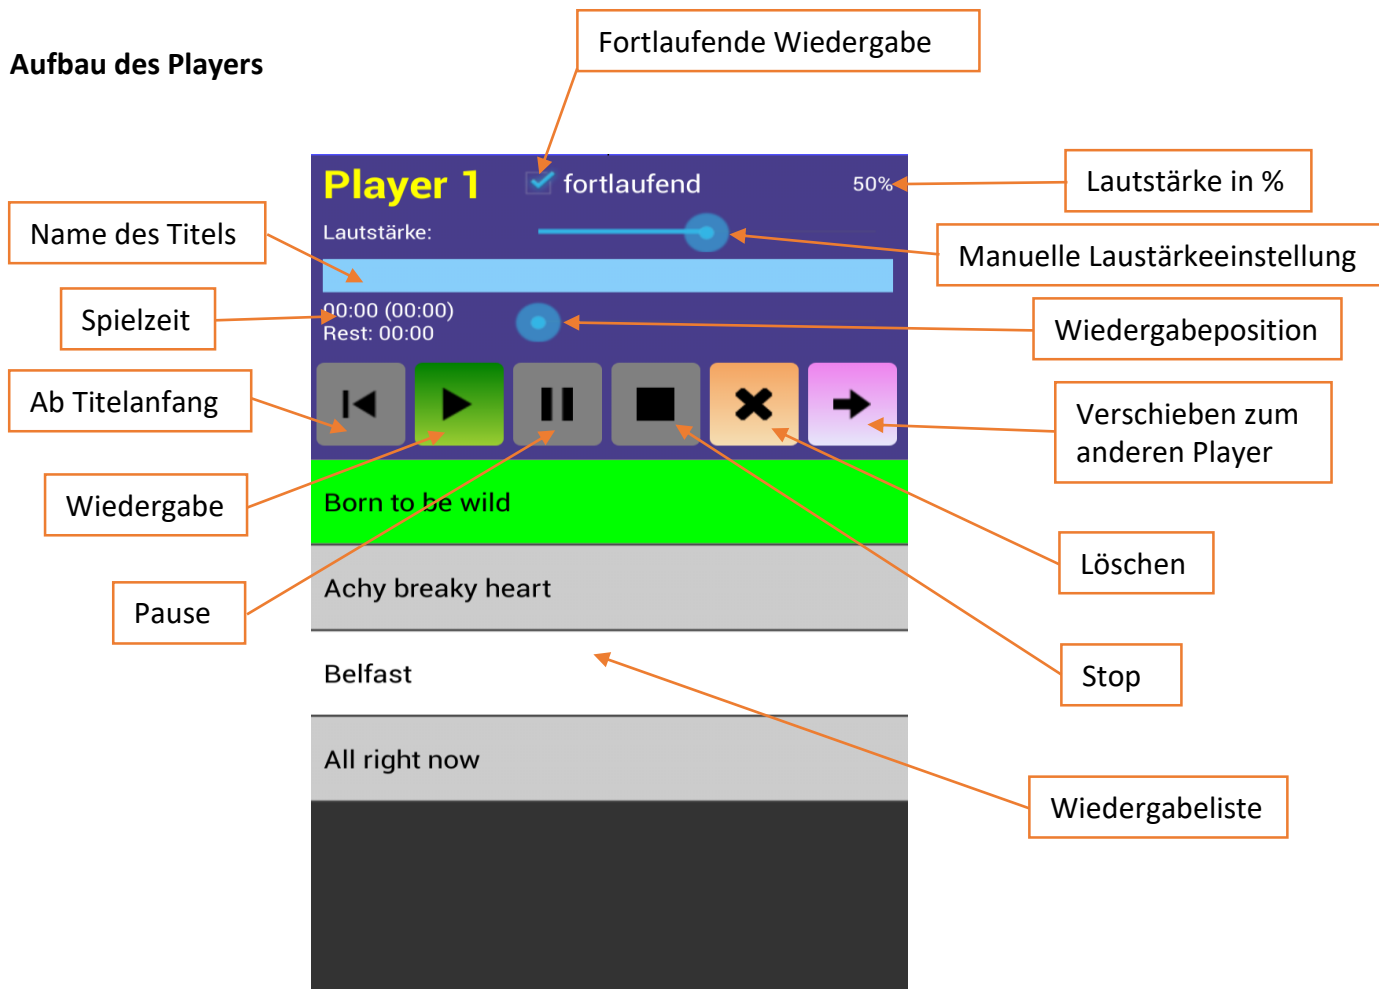 Aufbau des Players
Fortlaufende Wiedergabe
Player 1
fortlaufend
50%
Lautstärke in %
Name des Titels
Lautstärke:
Manuelle Laustärkeeinstellung
Spielzeit
00:00 (00:00)
Rest: 00:00
Wiedergabeposition
Ab Titelanfang
Verschieben zum
anderen Player
Wiedergabe
Born to be wild
Löschen
Achy breaky heart
Pause
Belfast
Stop
All right now
Wiedergabeliste